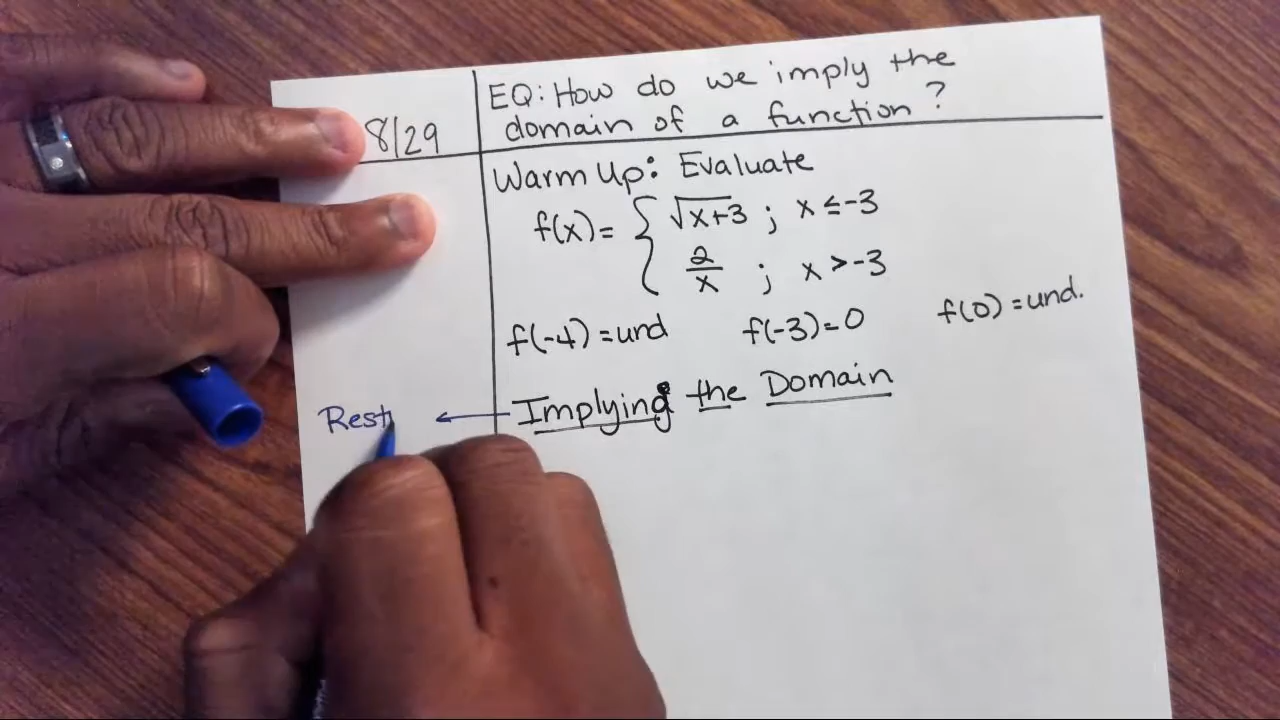 8/29
EQ: How do we imply the
domain of a function?
Warm Up: Evaluate
f(x) = { √x+3 ; x ≤ -3
2/x ; x > -3
f(-4) = und f(-3) = 0 f(0) = und.
Rest ← Implying the Domain